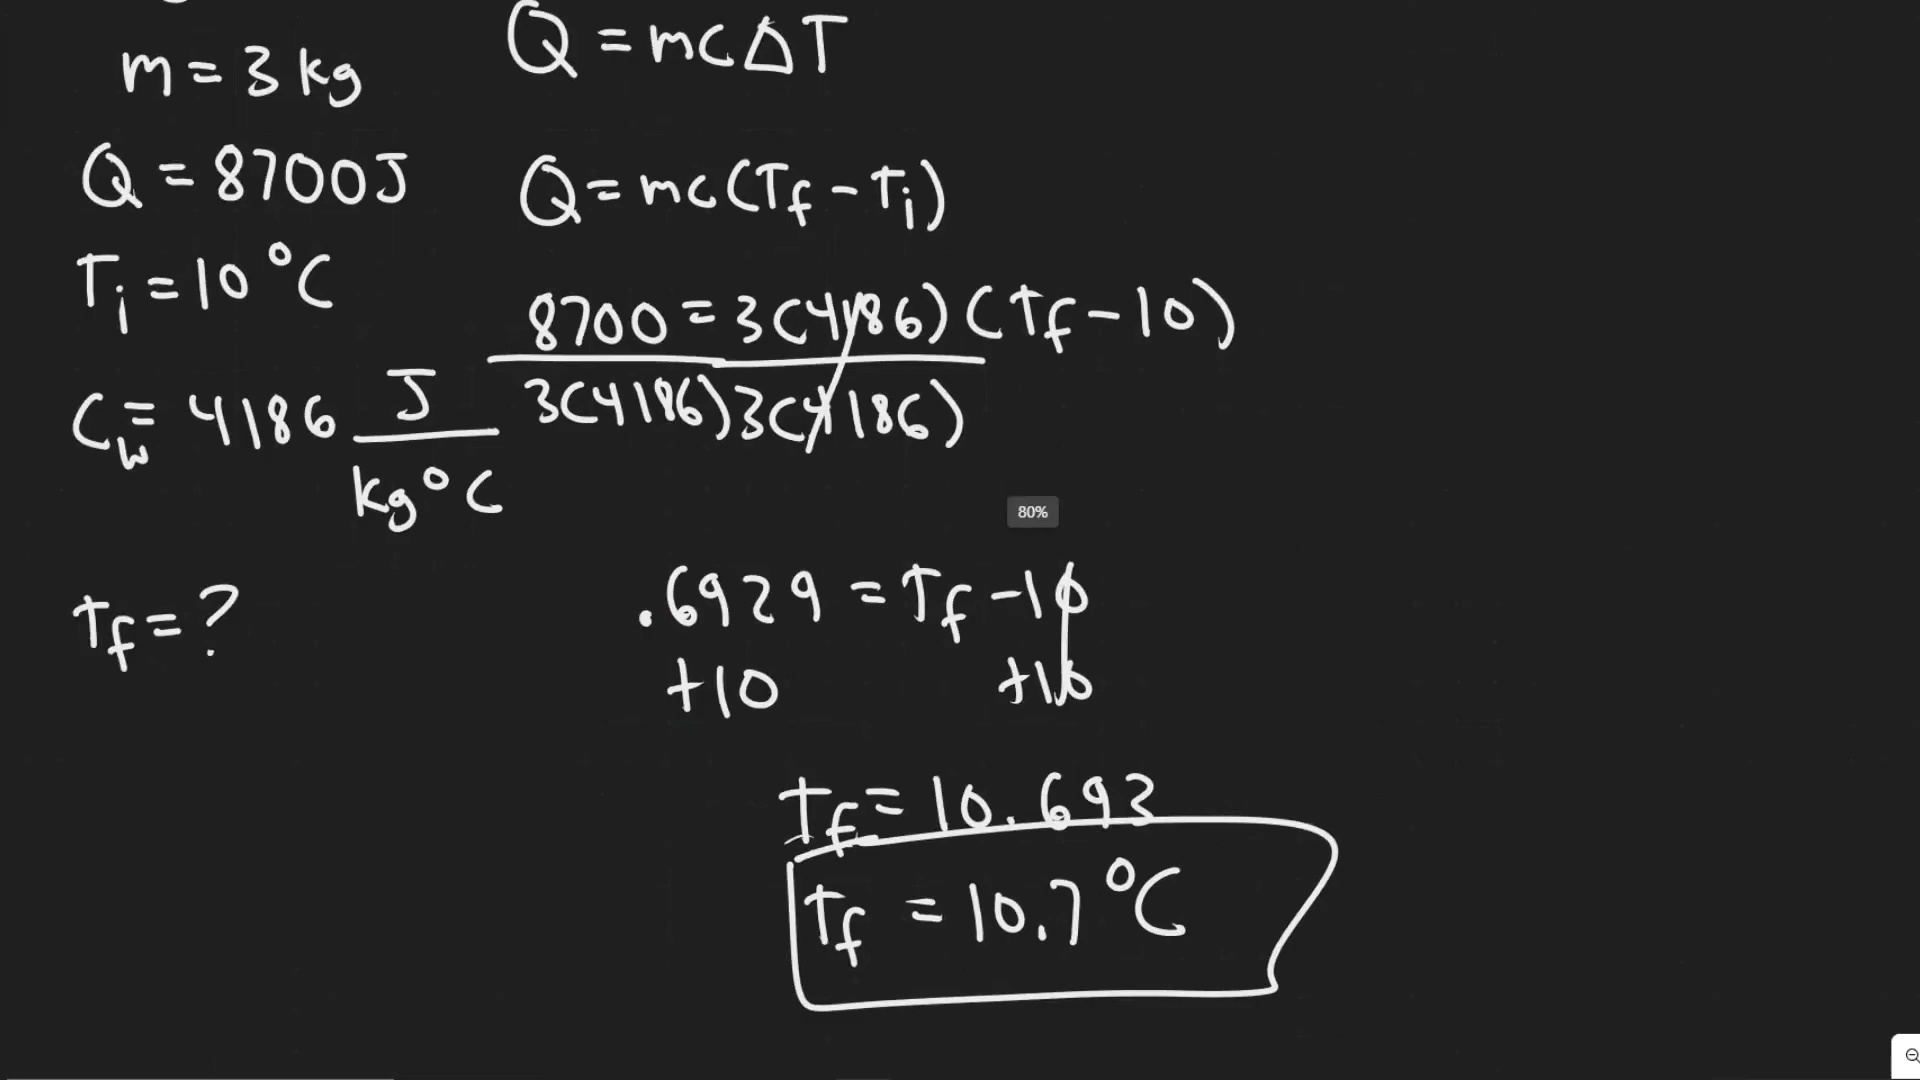 m = 3 kg
Q = 8700J
Ti = 10 °C
Cw = 4186 J
kg °C
Tf = ?
Q = mcΔT
Q = mc(Tf - Ti)
8700 = 3(4186)(Tf - 10)
3(4186) 3(4186)
80%
.6929 = Tf - 10
+10 +10
Tf = 10.693
Tf = 10.7 °C